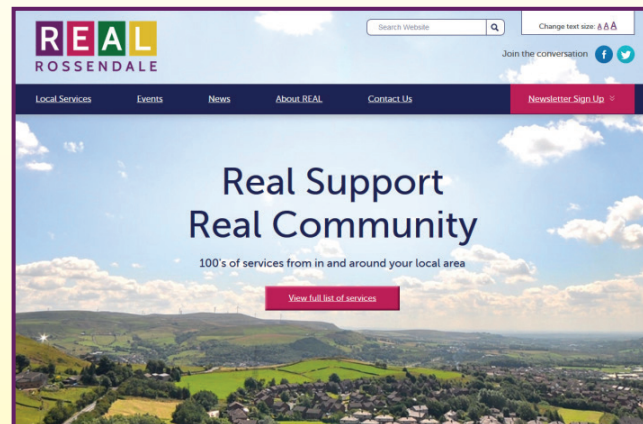 REAL
ROSSENDALE
Search Website
Change text size: A A A
Join the conversation
Local Services
Events
News
About REAL
Contact Us
Newsletter Sign Up
Real Support
Real Community
100's of services from in and around your local area
View full list of services